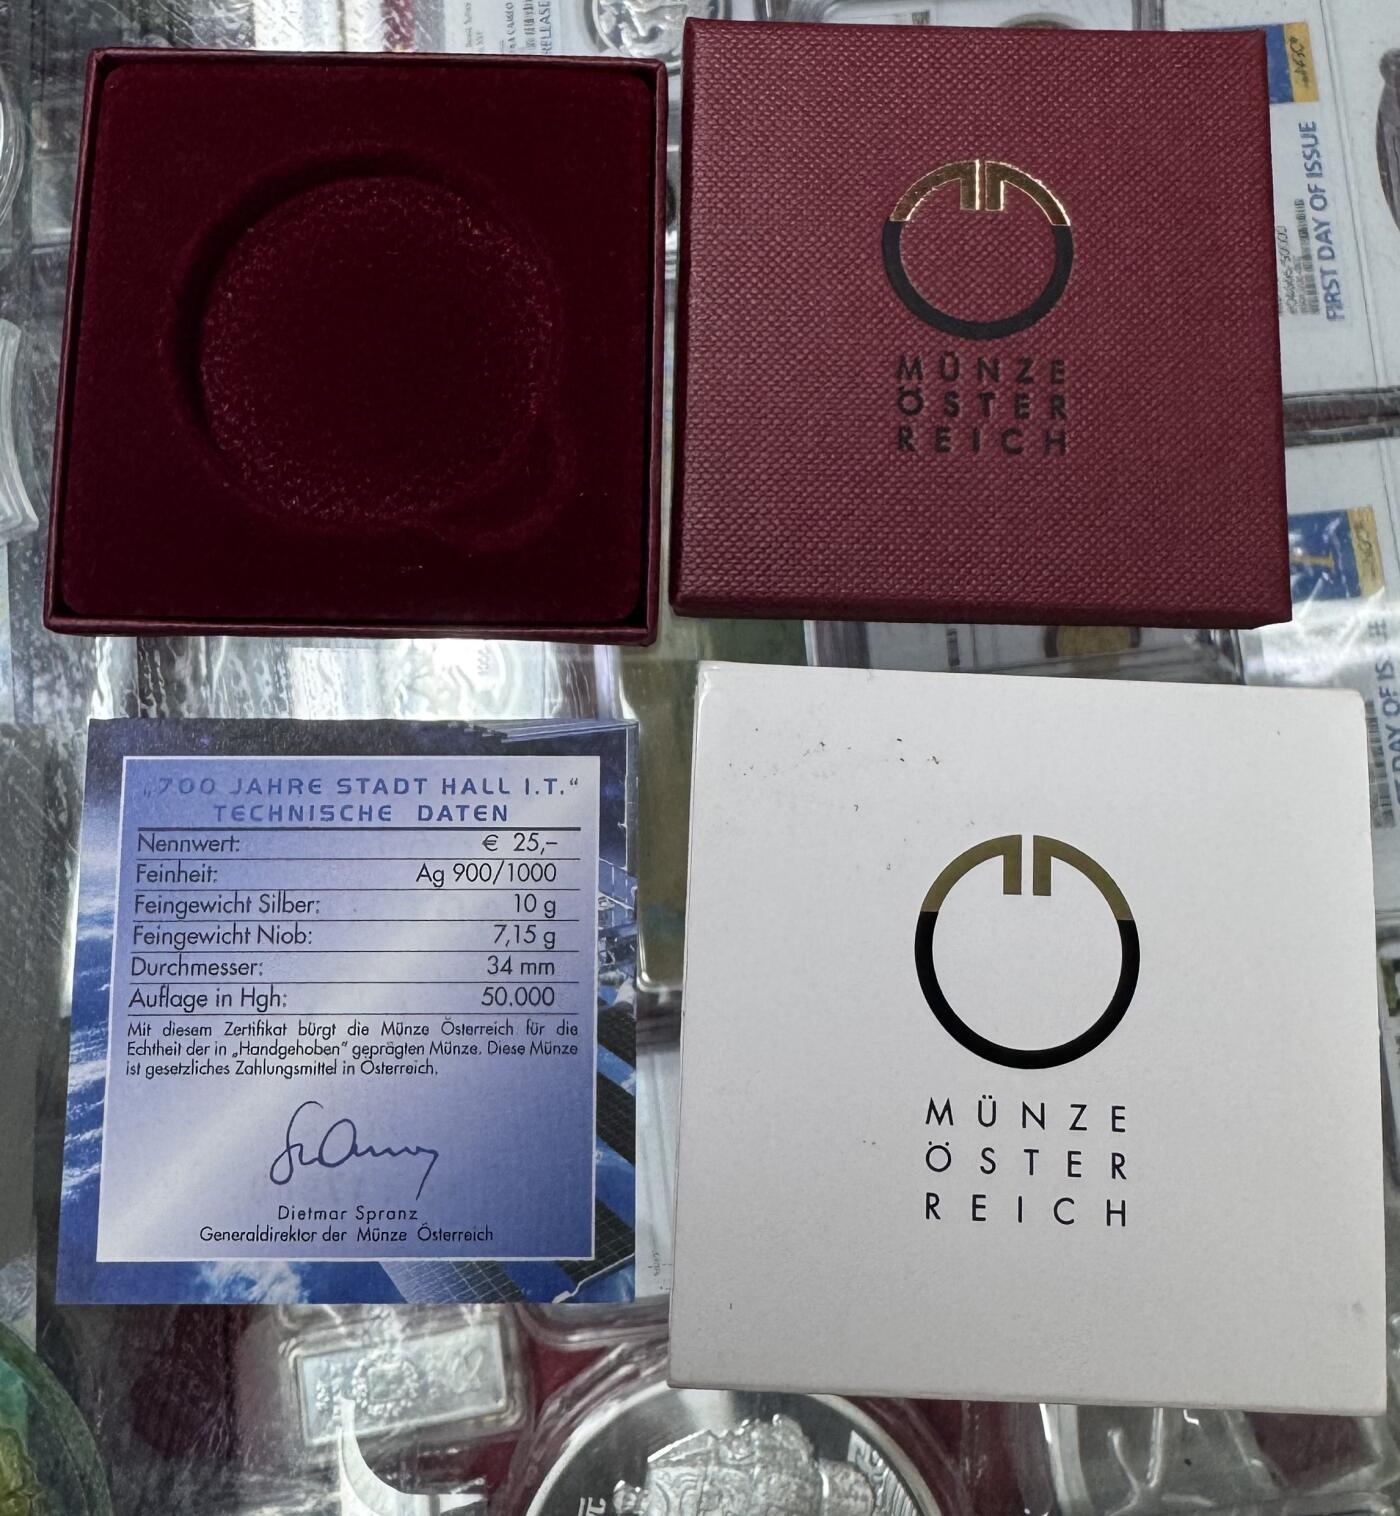 MÜNZE
ÖSTER
REICH
FIRST DAY OF ISSUE
„700 JAHRE STADT HALL I.T.“
TECHNISCHE DATEN
Nennwert: € 25,–
Feinheit: Ag 900/1000
Feingewicht Silber: 10 g
Feingewicht Niob: 7,15 g
Durchmesser: 34 mm
Auflage in Hgh: 50.000
Mit diesem Zertifikat bürgt die Münze Österreich für die
Echtheit der in „Handgehoben“ geprägten Münze. Diese Münze
ist gesetzliches Zahlungsmittel in Österreich.
Dietmar Spranz
Generaldirektor der Münze Österreich
MÜNZE
ÖSTER
REICH